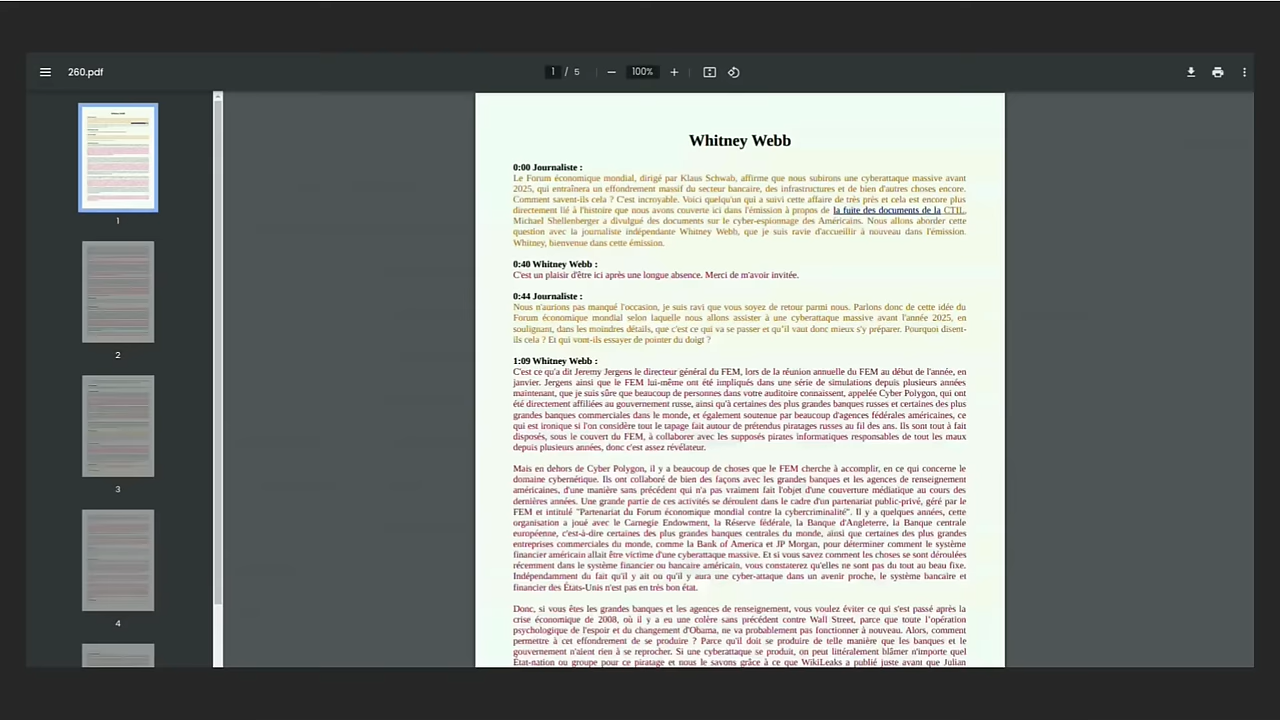 260.pdf
1 / 5
100%
1
2
3
4
Whitney Webb
0:00 Journaliste :
Le Forum économique mondial, dirigé par Klaus Schwab, affirme que nous subirons une cyberattaque massive avant
2025, qui entraînera un effondrement massif du secteur bancaire, des infrastructures et de bien d'autres choses encore.
Comment savent-ils cela ? C'est incroyable. Voici quelqu'un qui a suivi cette affaire de très près et cela est encore plus
directement lié à l'histoire que nous avons couverte ici dans l'émission à propos de la fuite des documents de la CTIL.
Michael Shellenberger a divulgué des documents sur le cyber-espionnage des Américains. Nous allons aborder cette
question avec la journaliste indépendante Whitney Webb, que je suis ravie d'accueillir à nouveau dans l'émission.
Whitney, bienvenue dans cette émission.
0:40 Whitney Webb :
C'est un plaisir d'être ici après une longue absence. Merci de m'avoir invitée.
0:44 Journaliste :
Nous n'aurions pas manqué l'occasion, je suis ravi que vous soyez de retour parmi nous. Parlons donc de cette idée du
Forum économique mondial selon laquelle nous allons assister à une cyberattaque massive avant l'année 2025, en
soulignant, dans les moindres détails, que c'est ce qui va se passer et qu'il vaut donc mieux s'y préparer. Pourquoi disent-
ils cela ? Et qui vont-ils essayer de pointer du doigt ?
1:09 Whitney Webb :
C'est ce qu'a dit Jeremy Jergens le directeur général du FEM, lors de la réunion annuelle du FEM au début de l'année, en
janvier. Jergens ainsi que le FEM lui-même ont été impliqués dans une série de simulations depuis plusieurs années
maintenant, que je suis sûre que beaucoup de personnes dans votre auditoire connaissent, appelée Cyber Polygon, qui ont
été directement affiliées au gouvernement russe, ainsi qu'à certaines des plus grandes banques russes et certaines des plus
grandes banques commerciales dans le monde, et également soutenue par beaucoup d'agences fédérales américaines, ce
qui est ironique si l'on considère tout le tapage fait autour de prétendus piratages russes au fil des ans. Ils sont tout à fait
disposés, sous le couvert du FEM, à collaborer avec les supposés pirates informatiques responsables de tout les maux
depuis plusieurs années, donc c'est assez révélateur.
Mais en dehors de Cyber Polygon, il y a beaucoup de choses que le FEM cherche à accomplir, en ce qui concerne le
domaine cybernétique. Ils ont collaboré de bien des façons avec les grandes banques et les agences de renseignement
américaines, d'une manière sans précédent qui n'a pas vraiment fait l'objet d'une couverture médiatique au cours des
dernières années. Une grande partie de ces activités se déroulent dans le cadre d'un partenariat public-privé, géré par le
FEM et intitulé "Partenariat du Forum économique mondial contre la cybercriminalité". Il y a quelques années, cette
organisation a joué avec le Carnegie Endowment, la Réserve fédérale, la Banque d'Angleterre, la Banque centrale
européenne, c'est-à-dire certaines des plus grandes banques centrales du monde, ainsi que certaines des plus grandes
entreprises commerciales du monde, comme la Bank of America et JP Morgan, pour déterminer comment le système
financier américain allait être victime d'une cyberattaque massive. Et si vous savez comment les choses se sont déroulées
récemment dans le système financier ou bancaire américain, vous constaterez qu'elles ne sont pas du tout au beau fixe.
Indépendamment du fait qu'il y ait ou qu'il y aura une cyber-attaque dans un avenir proche, le système bancaire et
financier des États-Unis n'est pas en très bon état.
Donc, si vous êtes les grandes banques et les agences de renseignement, vous voulez éviter ce qui s'est passé après la
crise économique de 2008, où il y a eu une colère sans précédent contre Wall Street, parce que toute l'opération
psychologique de l'espoir et du changement d'Obama, ne va probablement pas fonctionner à nouveau. Alors, comment
permettre à cet effondrement de se produire ? Parce qu'il doit se produire de telle manière que les banques et le
gouvernement n'aient rien à se reprocher. Si une cyberattaque se produit, on peut littéralement blâmer n'importe quel
État-nation ou groupe pour ce piratage et nous le savons grâce à ce que WikiLeaks a publié juste avant que Julian